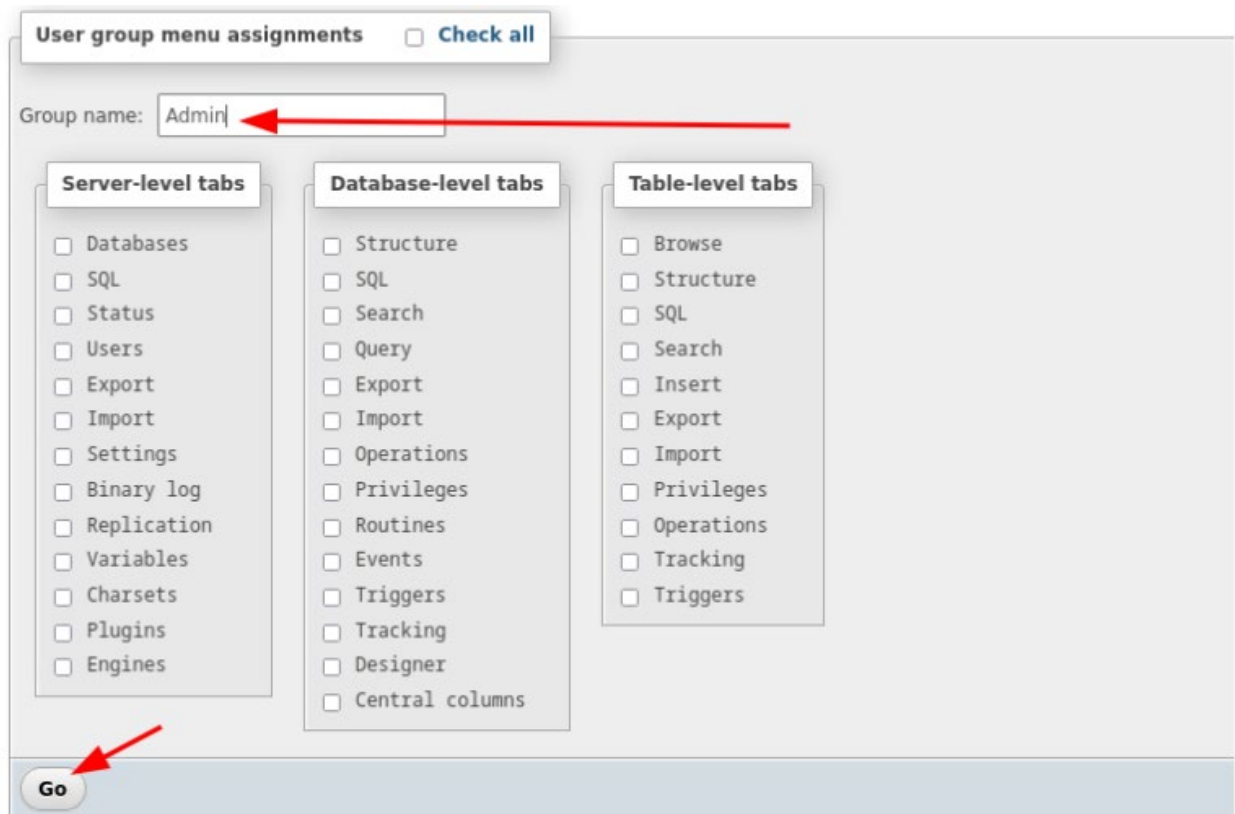 User group menu assignments Check all
Group name: Admin
Server-level tabs
Databases
SQL
Status
Users
Export
Import
Settings
Binary log
Replication
Variables
Charsets
Plugins
Engines
Database-level tabs
Structure
SQL
Search
Query
Export
Import
Operations
Privileges
Routines
Events
Triggers
Tracking
Designer
Central columns
Table-level tabs
Browse
Structure
SQL
Search
Insert
Export
Import
Privileges
Operations
Tracking
Triggers
Go